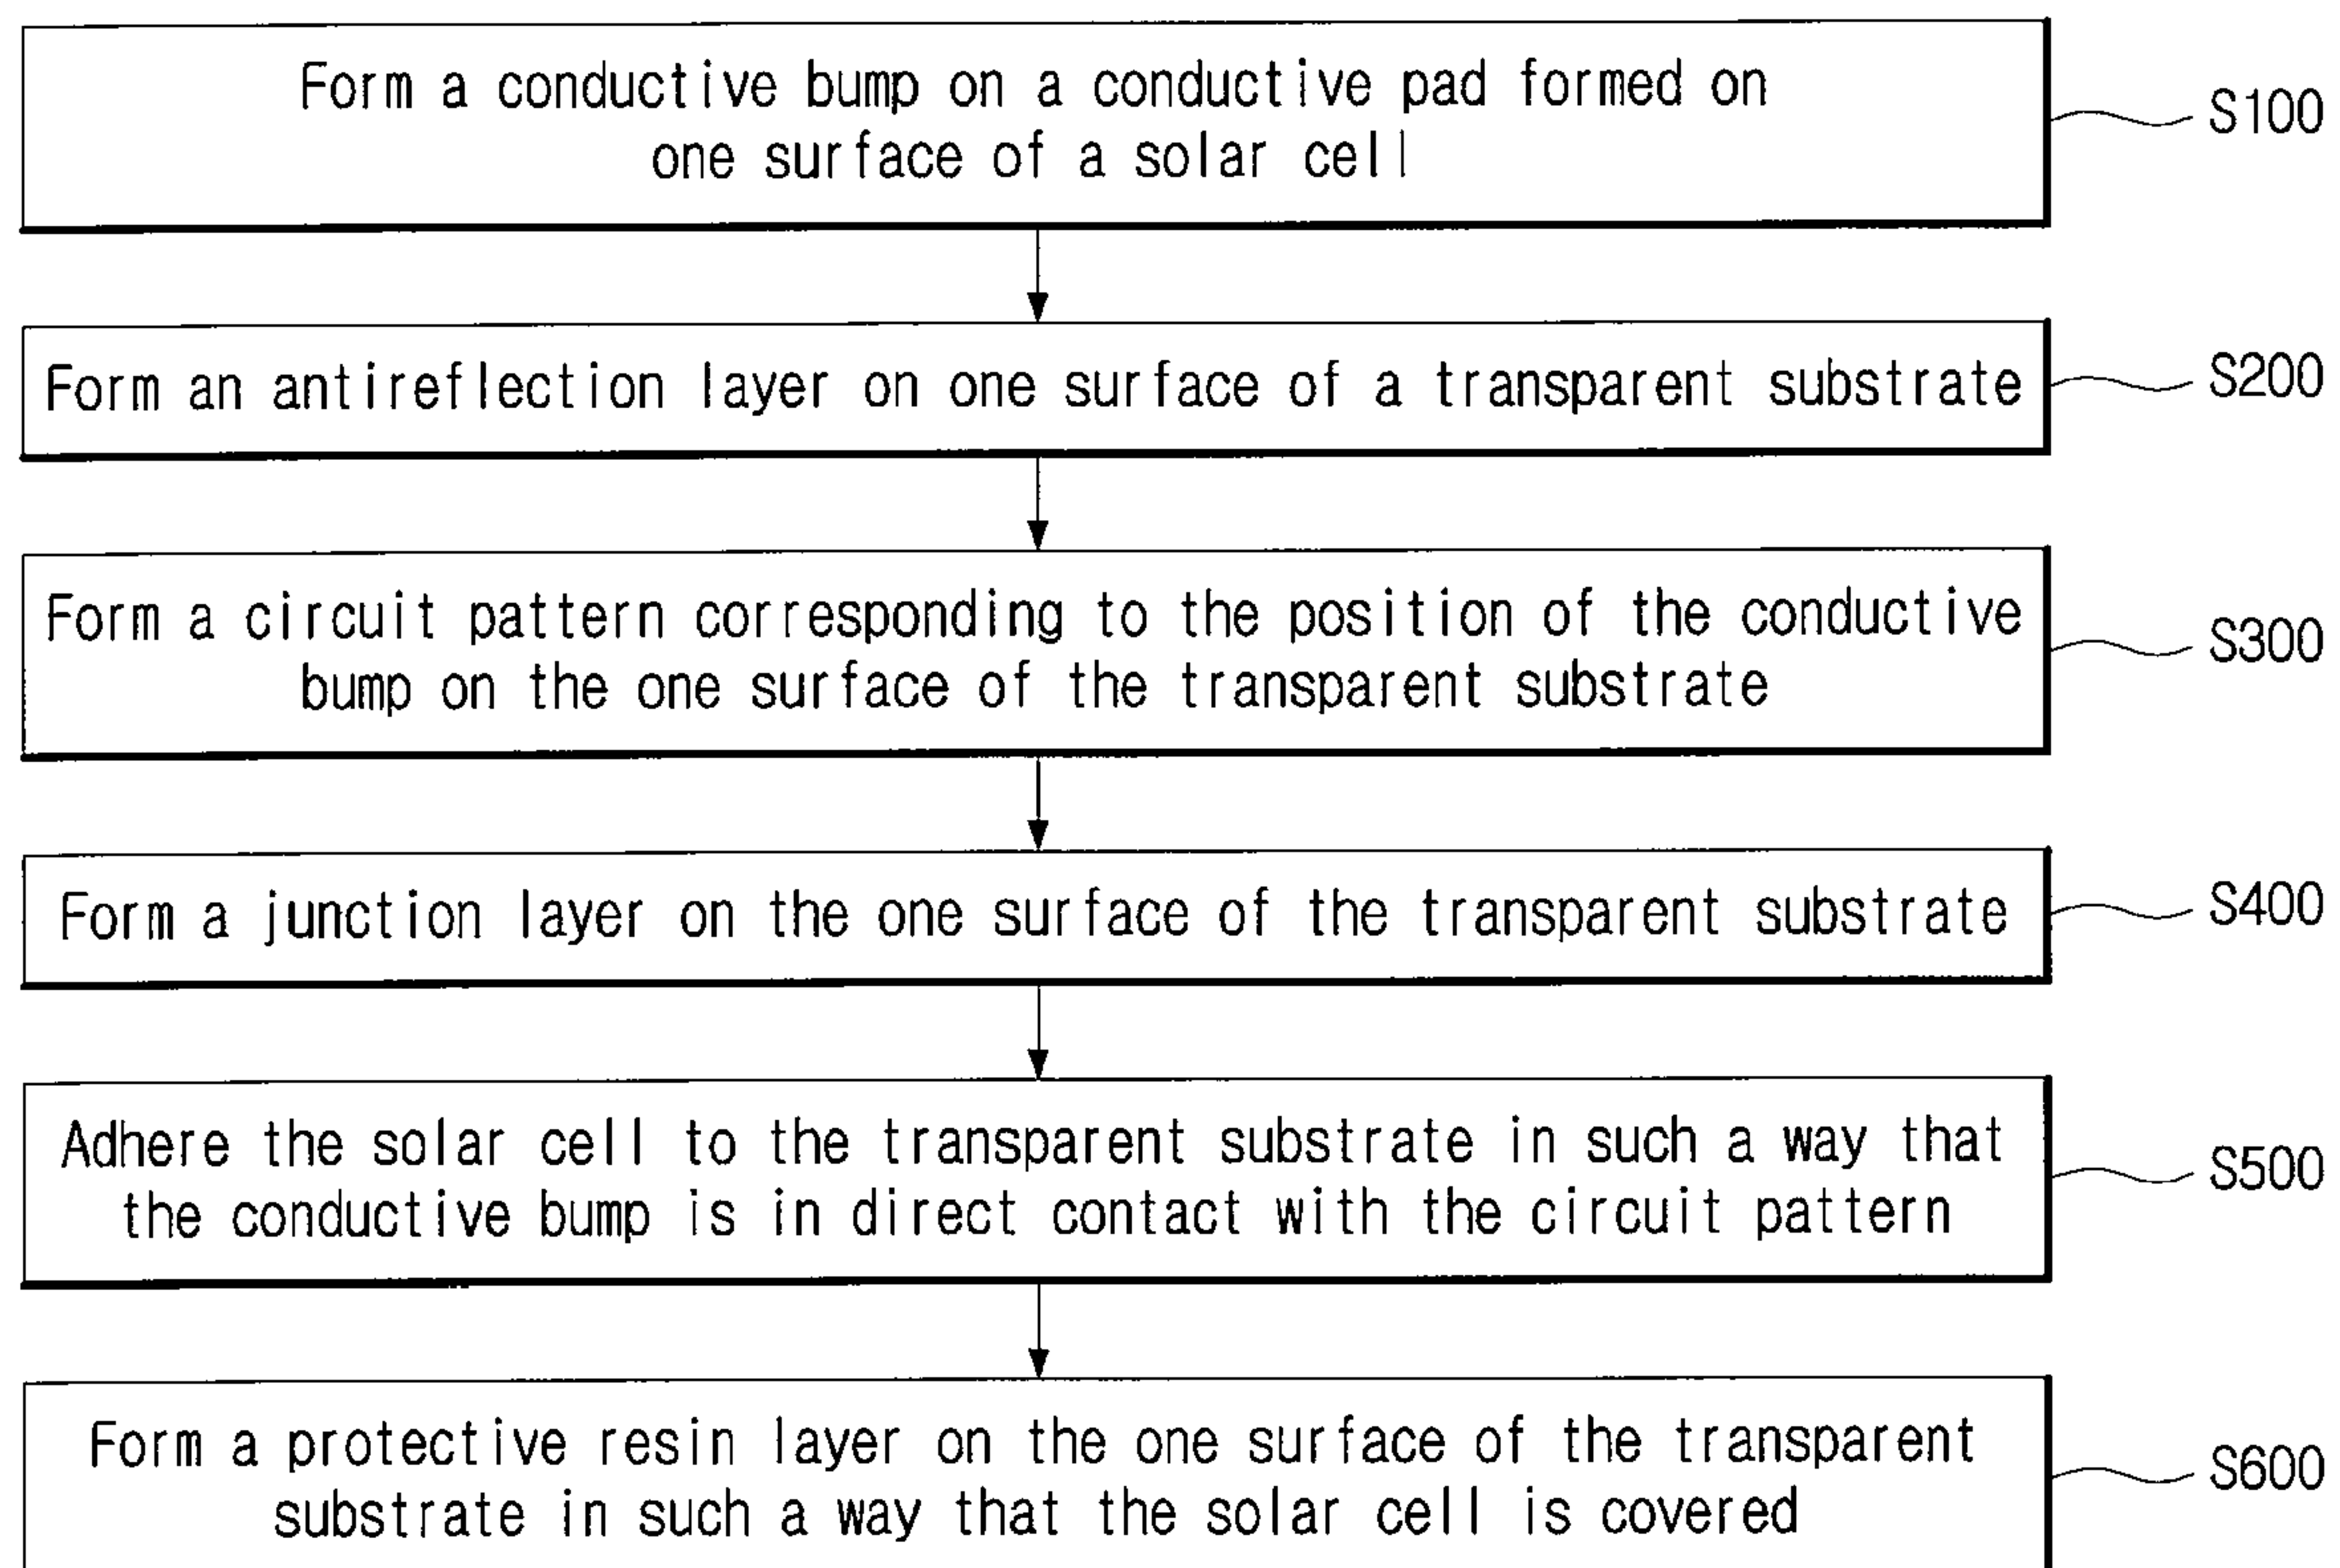 Form a conductive bump on a conductive pad formed on
one surface of a solar cell
S100
Form an antireflection layer on one surface of a transparent substrate
S200
Form a circuit pattern corresponding to the position of the conductive
bump on the one surface of the transparent substrate
S300
Form a junction layer on the one surface of the transparent substrate
S400
Adhere the solar cell to the transparent substrate in such a way that
the conductive bump is in direct contact with the circuit pattern
S500
Form a protective resin layer on the one surface of the transparent
substrate in such a way that the solar cell is covered
S600